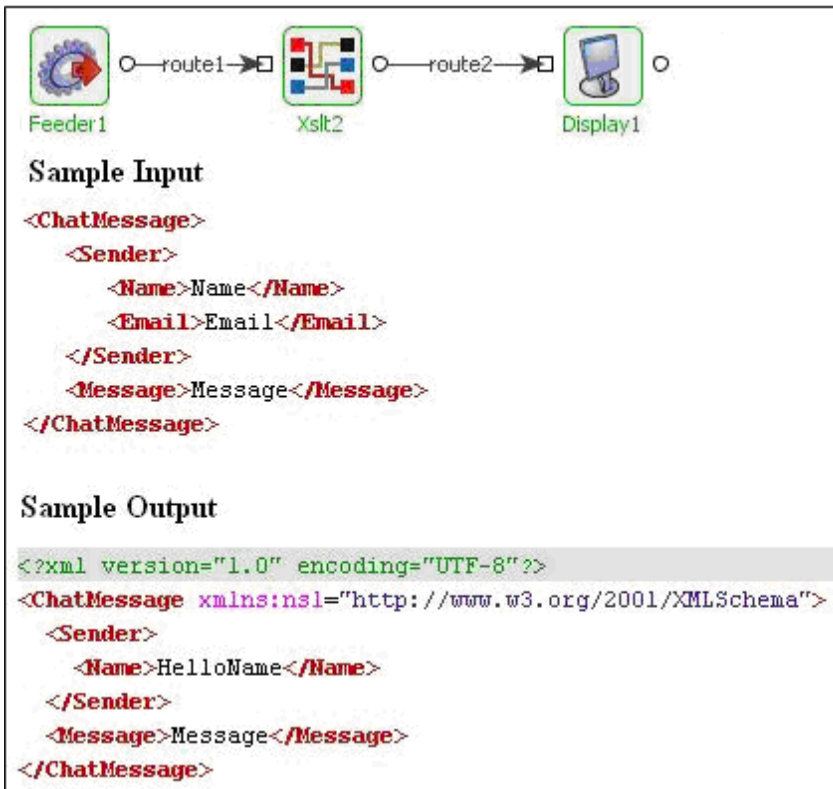 route1 route2
Feeder1 Xslt2 Display1
Sample Input
<ChatMessage>
<Sender>
<Name>Name</Name>
<Email>Email</Email>
</Sender>
<Message>Message</Message>
</ChatMessage>
Sample Output
<?xml version="1.0" encoding="UTF-8"?>
<ChatMessage xmlns:ns1="http://www.w3.org/2001/XMLSchema">
<Sender>
<Name>HelloName</Name>
</Sender>
<Message>Message</Message>
</ChatMessage>